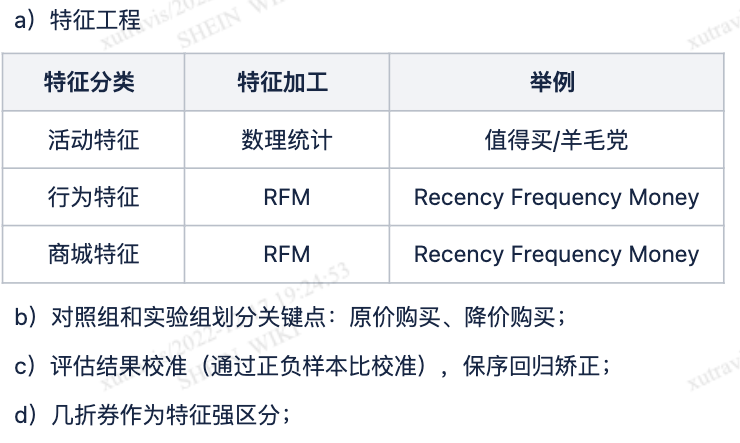 a）特征工程
特征分类 特征加工 举例
活动特征 数理统计 值得买/羊毛党
行为特征 RFM Recency Frequency Money
商城特征 RFM Recency Frequency Money
b）对照组和实验组划分关键点：原价购买、降价购买；
c）评估结果校准（通过正负样本比校准），保序回归矫正；
d）几折券作为特征强区分；